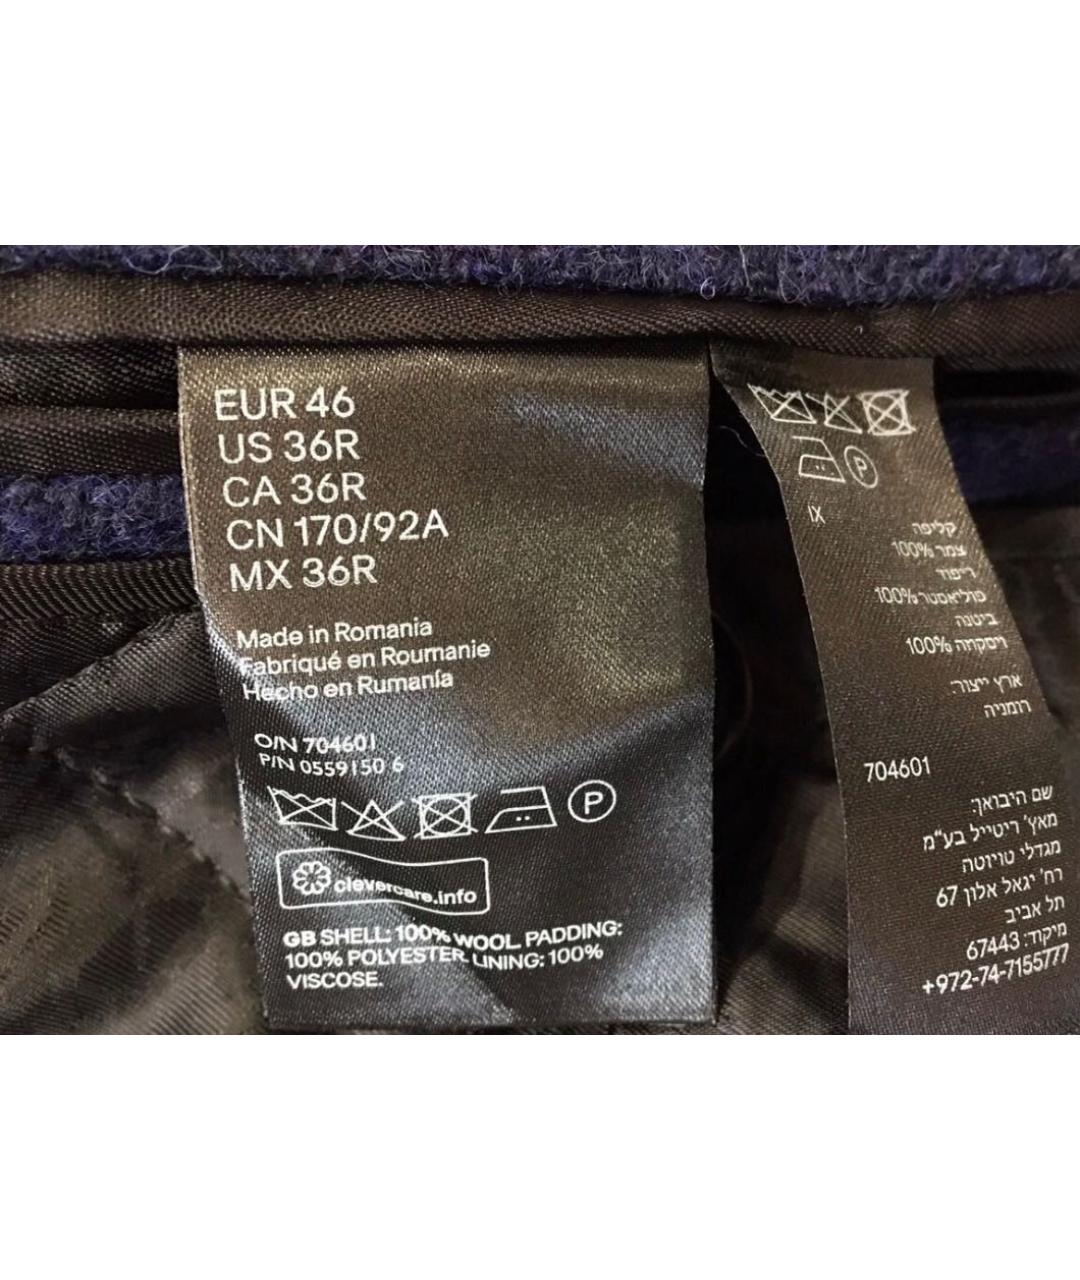 EUR 46
US 36R
CA 36R
CN 170/92A
MX 36R
Made in Romania
Fabriqué en Roumanie
Hecho en Rumanía
O/N 704601
P/N 0559150 6
P
clevercare.info
GB SHELL: 100% WOOL. PADDING:
100% POLYESTER. LINING: 100%
VISCOSE.
P
IX
קליפה
100% צמר
ריפוד
100% פוליאסטר
ביטנה
100% ויסקוזה
ארץ ייצור:
רומניה
704601
שם היבואן:
מאץ' ריטייל בע"מ
מגדלי טויוטה
רח' יגאל אלון 67
תל אביב
מיקוד: 67443
+972-74-7155777